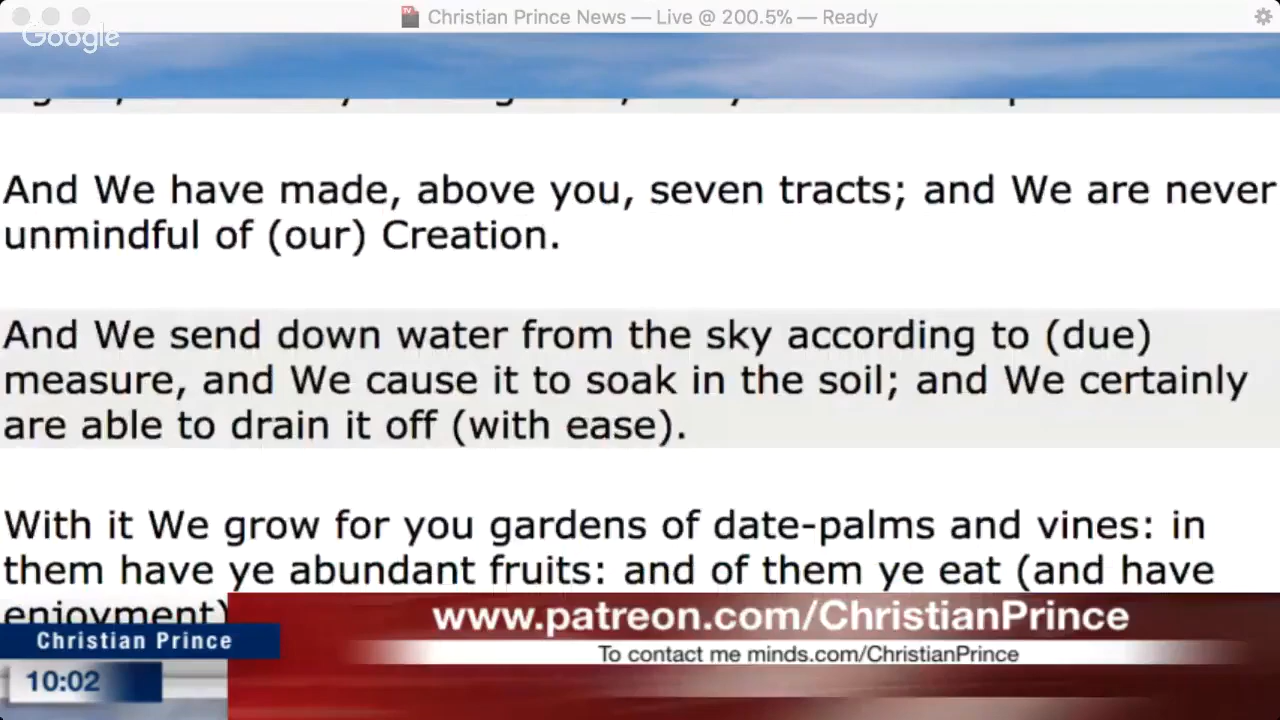 Christian Prince News — Live @ 200.5% — Ready
Google
And We have made, above you, seven tracts; and We are never
unmindful of (our) Creation.
And We send down water from the sky according to (due)
measure, and We cause it to soak in the soil; and We certainly
are able to drain it off (with ease).
With it We grow for you gardens of date-palms and vines: in
them have ye abundant fruits: and of them ye eat (and have
enjoyment)
www.patreon.com/ChristianPrince
Christian Prince
To contact me minds.com/ChristianPrince
10:02